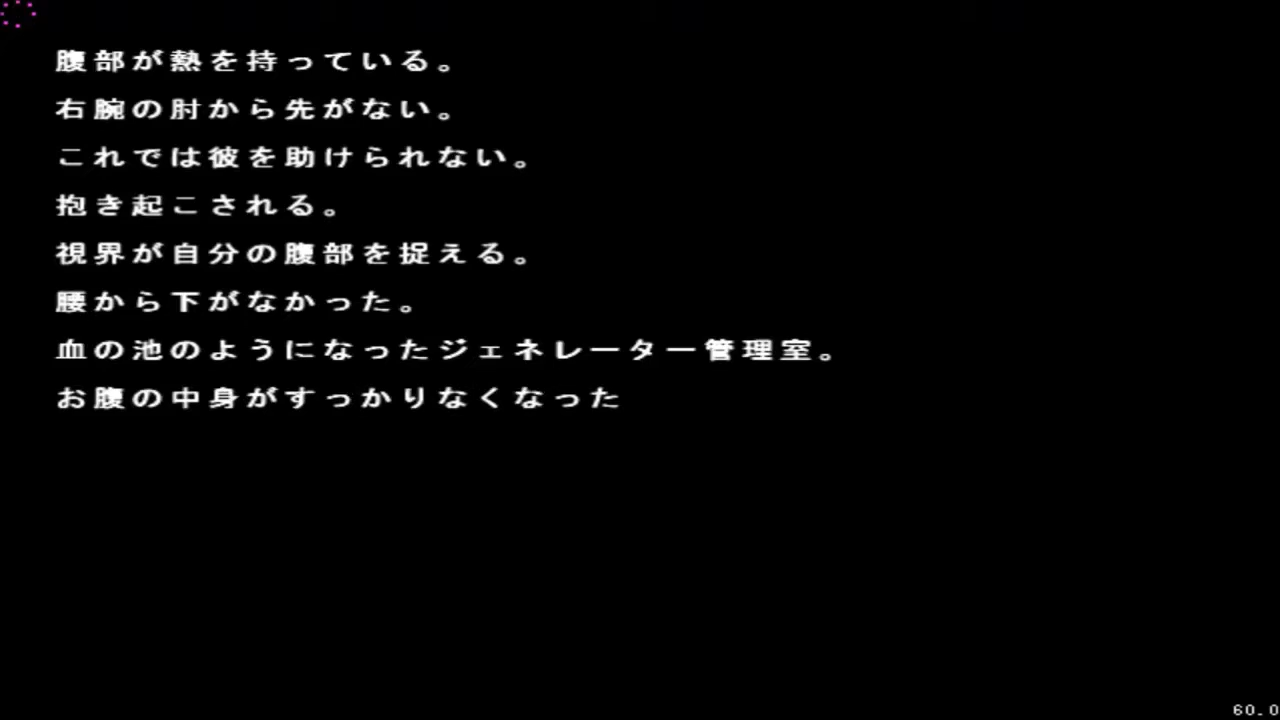 腹部が熱を持っている。
右腕の肘から先がない。
これでは彼を助けられない。
抱き起こされる。
視界が自分の腹部を捉える。
腰から下がなかった。
血の池のようになったジェネレーター管理室。
お腹の中身がすっかりなくなった
60.0